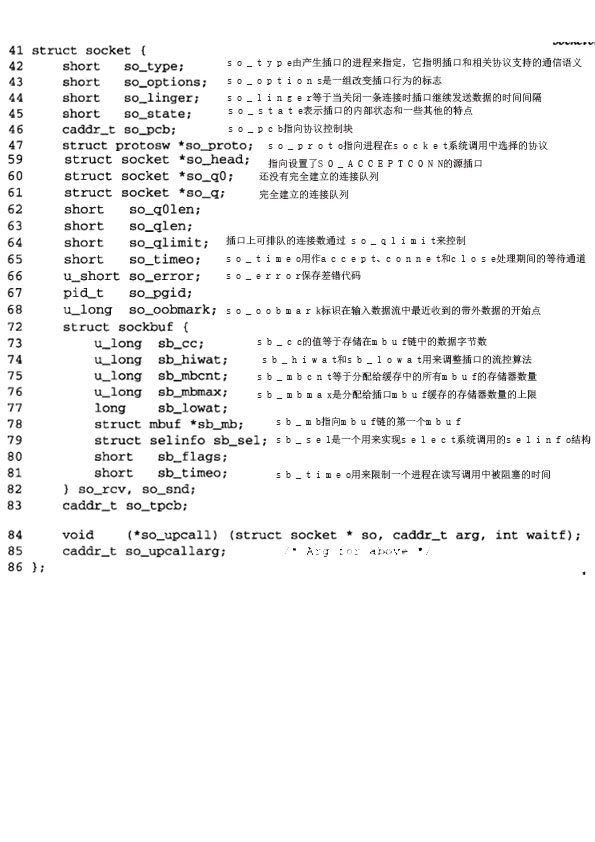 41 struct socket {
42 short so_type; so_type由产生插口的进程来指定，它指明插口和相关协议支持的通信语义
43 short so_options; so_options是一组改变插口行为的标志
44 short so_linger; so_linger等于当关闭一条连接时插口继续发送数据的时间间隔
45 short so_state; so_state表示插口的内部状态和一些其他的特点
46 caddr_t so_pcb; so_pcb指向协议控制块
47 struct protosw *so_proto; so_proto指向进程在socket系统调用中选择的协议
59 struct socket *so_head; 指向设置了SO_ACCEPTCONN的源插口
60 struct socket *so_q0; 还没有完全建立的连接队列
61 struct socket *so_q; 完全建立的连接队列
62 short so_q0len;
63 short so_qlen;
64 short so_qlimit; 插口上可排队的连接数通过 so_qlimit来控制
65 short so_timeo; so_timeo用作accept、connet和close处理期间的等待通道
66 u_short so_error; so_error保存差错代码
67 pid_t so_pgid;
68 u_long so_oobmark; so_oobmark标识在输入数据流中最近收到的带外数据的开始点
72 struct sockbuf {
73 u_long sb_cc; sb_cc的值等于存储在mbuf链中的数据字节数
74 u_long sb_hiwat; sb_hiwat和sb_lowat用来调整插口的流控算法
75 u_long sb_mbcnt; sb_mbcnt等于分配给缓存中的所有mbuf的存储器数量
76 u_long sb_mbmax; sb_mbmax是分配给插口mbuf缓存的存储器数量的上限
77 long sb_lowat;
78 struct mbuf *sb_mb; sb_mb指向mbuf链的第一个mbuf
79 struct selinfo sb_sel; sb_sel是一个用来实现select系统调用的selinfo结构
80 short sb_flags;
81 short sb_timeo; sb_timeo用来限制一个进程在读写调用中被阻塞的时间
82 } so_rcv, so_snd;
83 caddr_t so_tpcb;
84 void (*so_upcall) (struct socket * so, caddr_t arg, int waitf);
85 caddr_t so_upcallarg; /* Arg for above */
86 };